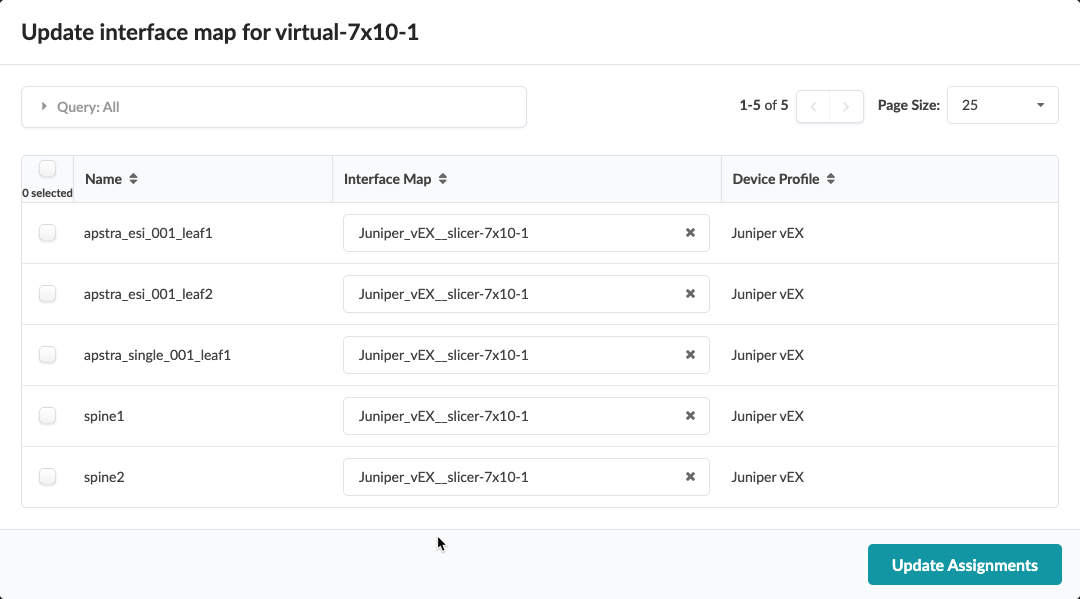 Update interface map for virtual-7x10-1
Query: All
1-5 of 5
Page Size:
25
0 selected
Name
Interface Map
Device Profile
apstra_esi_001_leaf1
Juniper_vEX__slicer-7x10-1
Juniper vEX
apstra_esi_001_leaf2
Juniper_vEX__slicer-7x10-1
Juniper vEX
apstra_single_001_leaf1
Juniper_vEX__slicer-7x10-1
Juniper vEX
spine1
Juniper_vEX__slicer-7x10-1
Juniper vEX
spine2
Juniper_vEX__slicer-7x10-1
Juniper vEX
Update Assignments